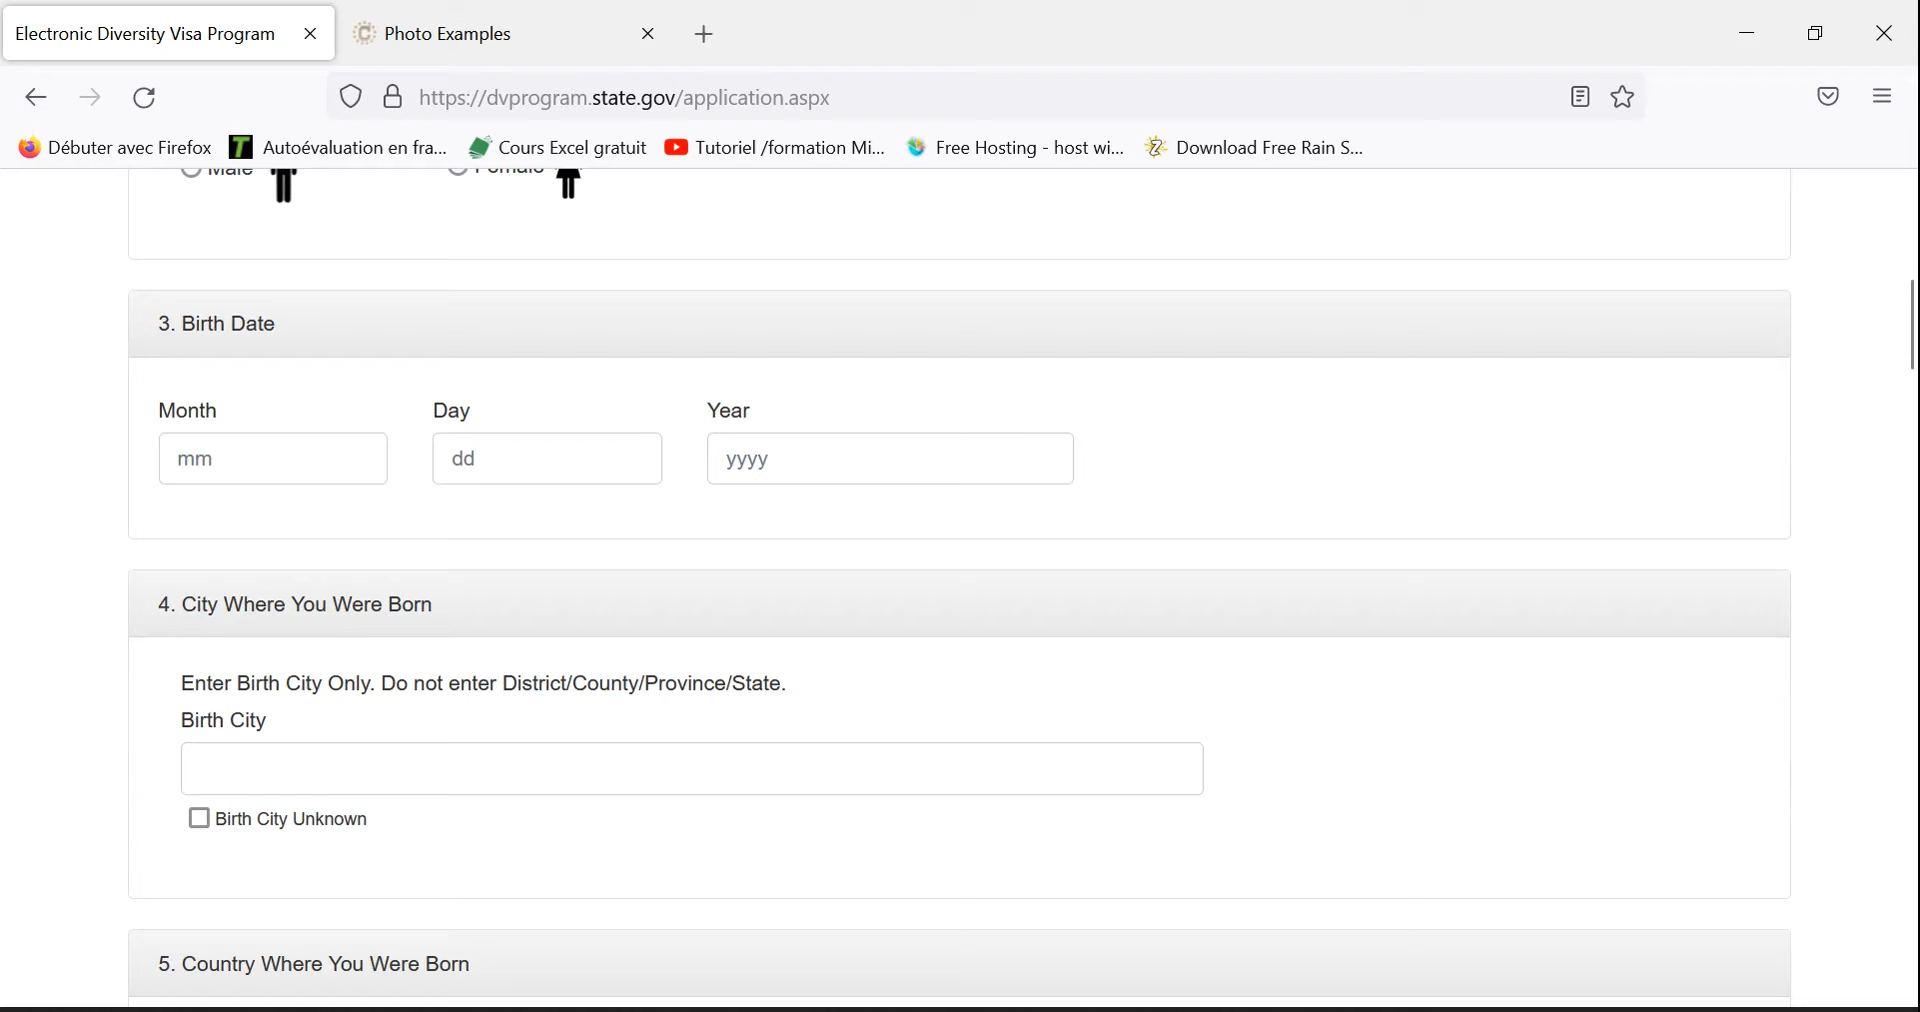 Electronic Diversity Visa Program
Photo Examples
https://dvprogram.state.gov/application.aspx
Débuter avec Firefox
Autoévaluation en fra...
Cours Excel gratuit
Tutoriel /formation Mi...
Free Hosting - host wi...
Download Free Rain S...
Male
Female
3. Birth Date
Month
Day
Year
mm
dd
yyyy
4. City Where You Were Born
Enter Birth City Only. Do not enter District/County/Province/State.
Birth City
Birth City Unknown
5. Country Where You Were Born